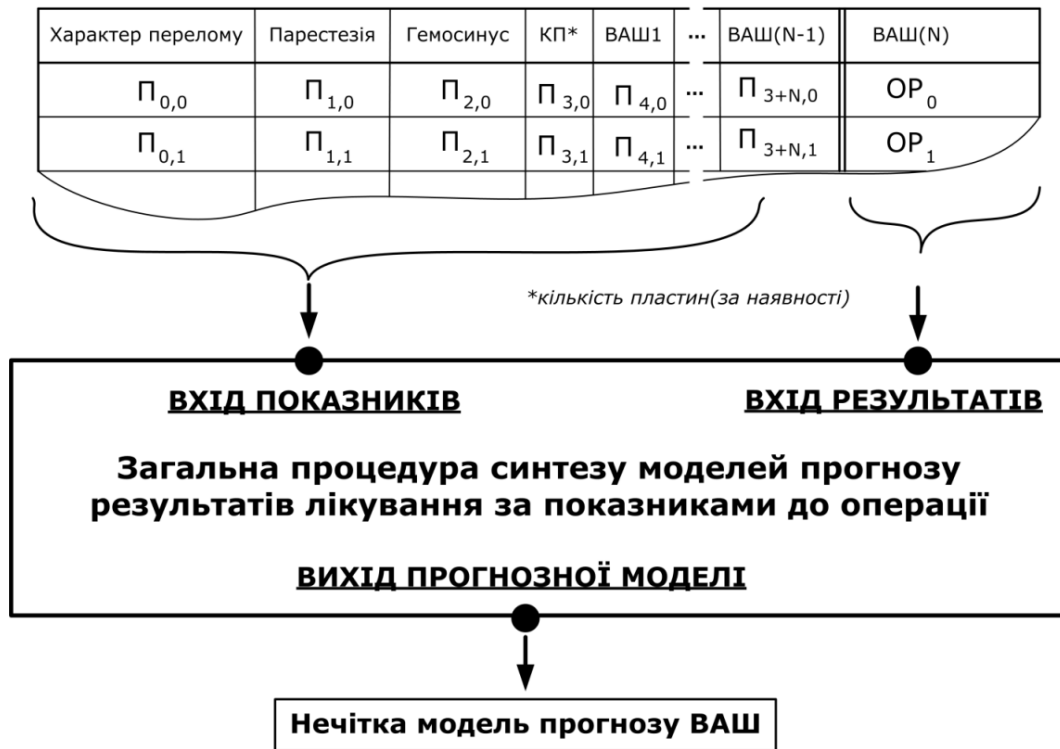 Характер перелому Парестезія Гемосинус КП* ВАШ1 ... ВАШ(N-1) ВАШ(N)
П0,0 П1,0 П2,0 П3,0 П4,0 ... П3+N,0 ОР0
П0,1 П1,1 П2,1 П3,1 П4,1 ... П3+N,1 ОР1
*кількість пластин(за наявності)
ВХІД ПОКАЗНИКІВ ВХІД РЕЗУЛЬТАТІВ
Загальна процедура синтезу моделей прогнозу
результатів лікування за показниками до операції
ВИХІД ПРОГНОЗНОЇ МОДЕЛІ
Нечітка модель прогнозу ВАШ